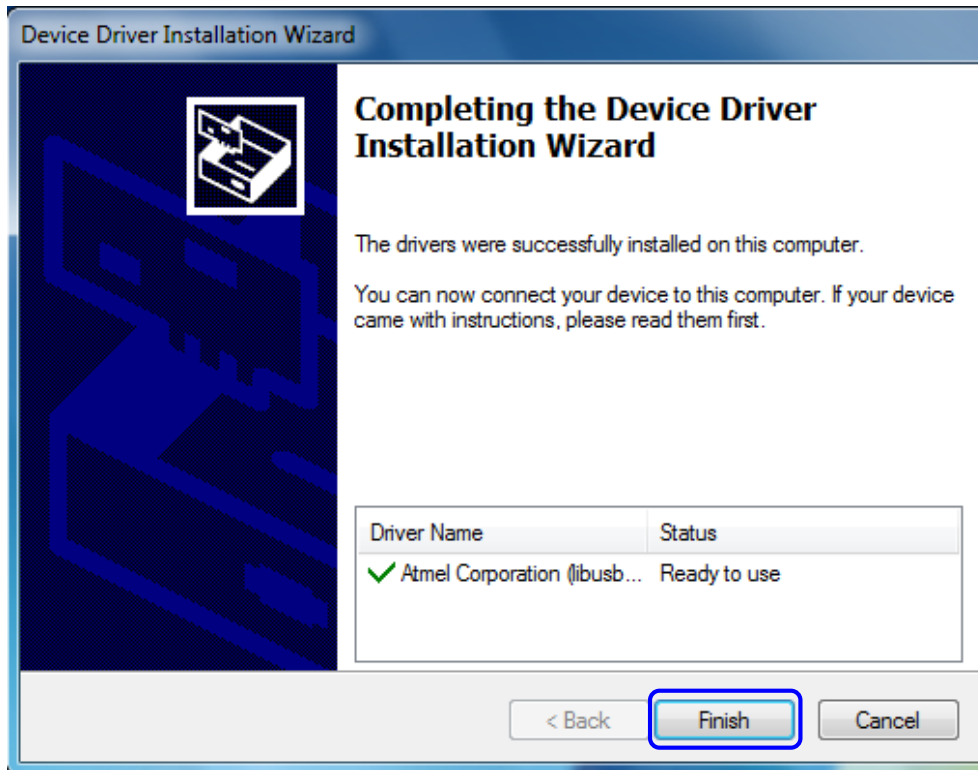 Device Driver Installation Wizard
Completing the Device Driver
Installation Wizard
The drivers were successfully installed on this computer.
You can now connect your device to this computer. If your device
came with instructions, please read them first.
Driver Name Status
Atmel Corporation (libusb... Ready to use
< Back Finish Cancel